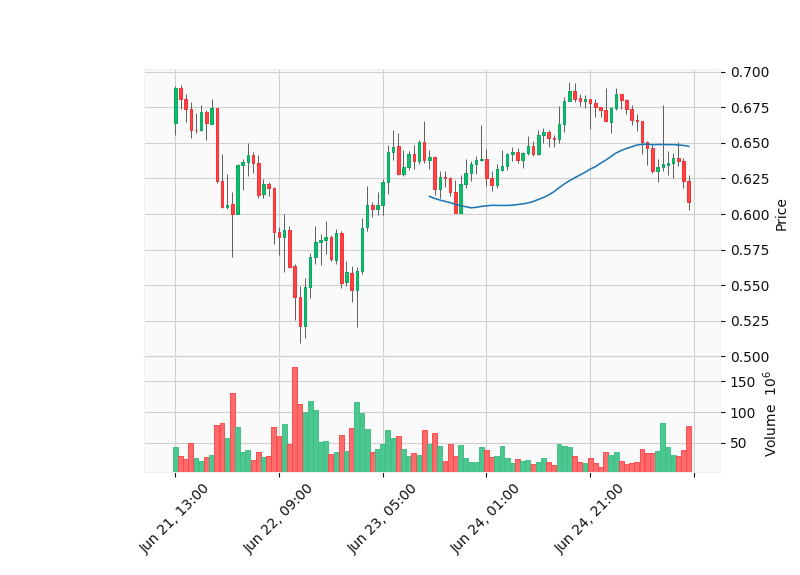 0.700
0.675
0.650
0.625
0.600
0.575
0.550
0.525
0.500
Price
150
100
50
Volume 10⁶
Jun 21, 13:00
Jun 22, 09:00
Jun 23, 05:00
Jun 24, 01:00
Jun 24, 21:00